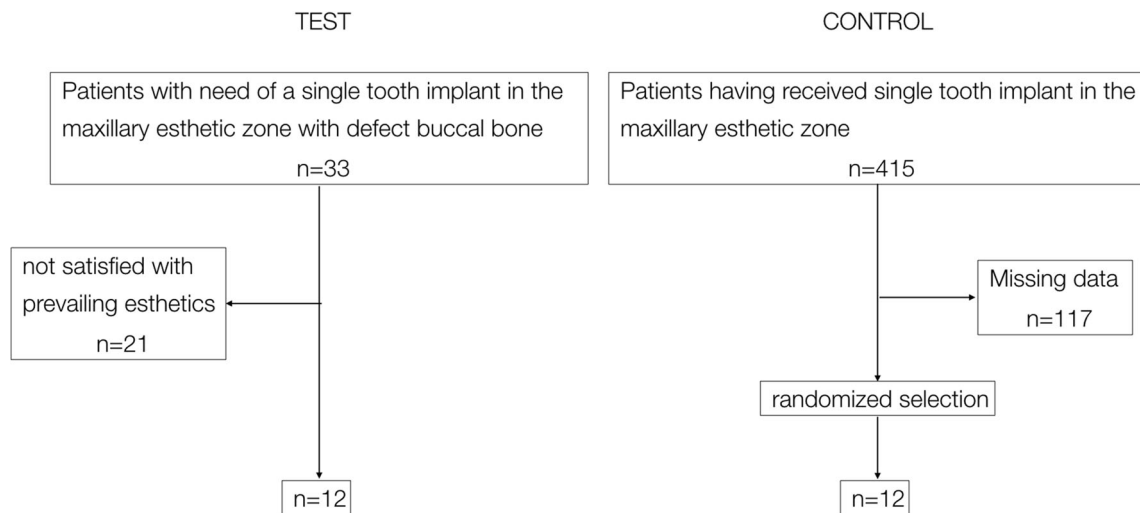 TEST
Patients with need of a single tooth implant in the
maxillary esthetic zone with defect buccal bone
n=33
not satisfied with
prevailing esthetics
n=21
n=12
CONTROL
Patients having received single tooth implant in the
maxillary esthetic zone
n=415
Missing data
n=117
randomized selection
n=12